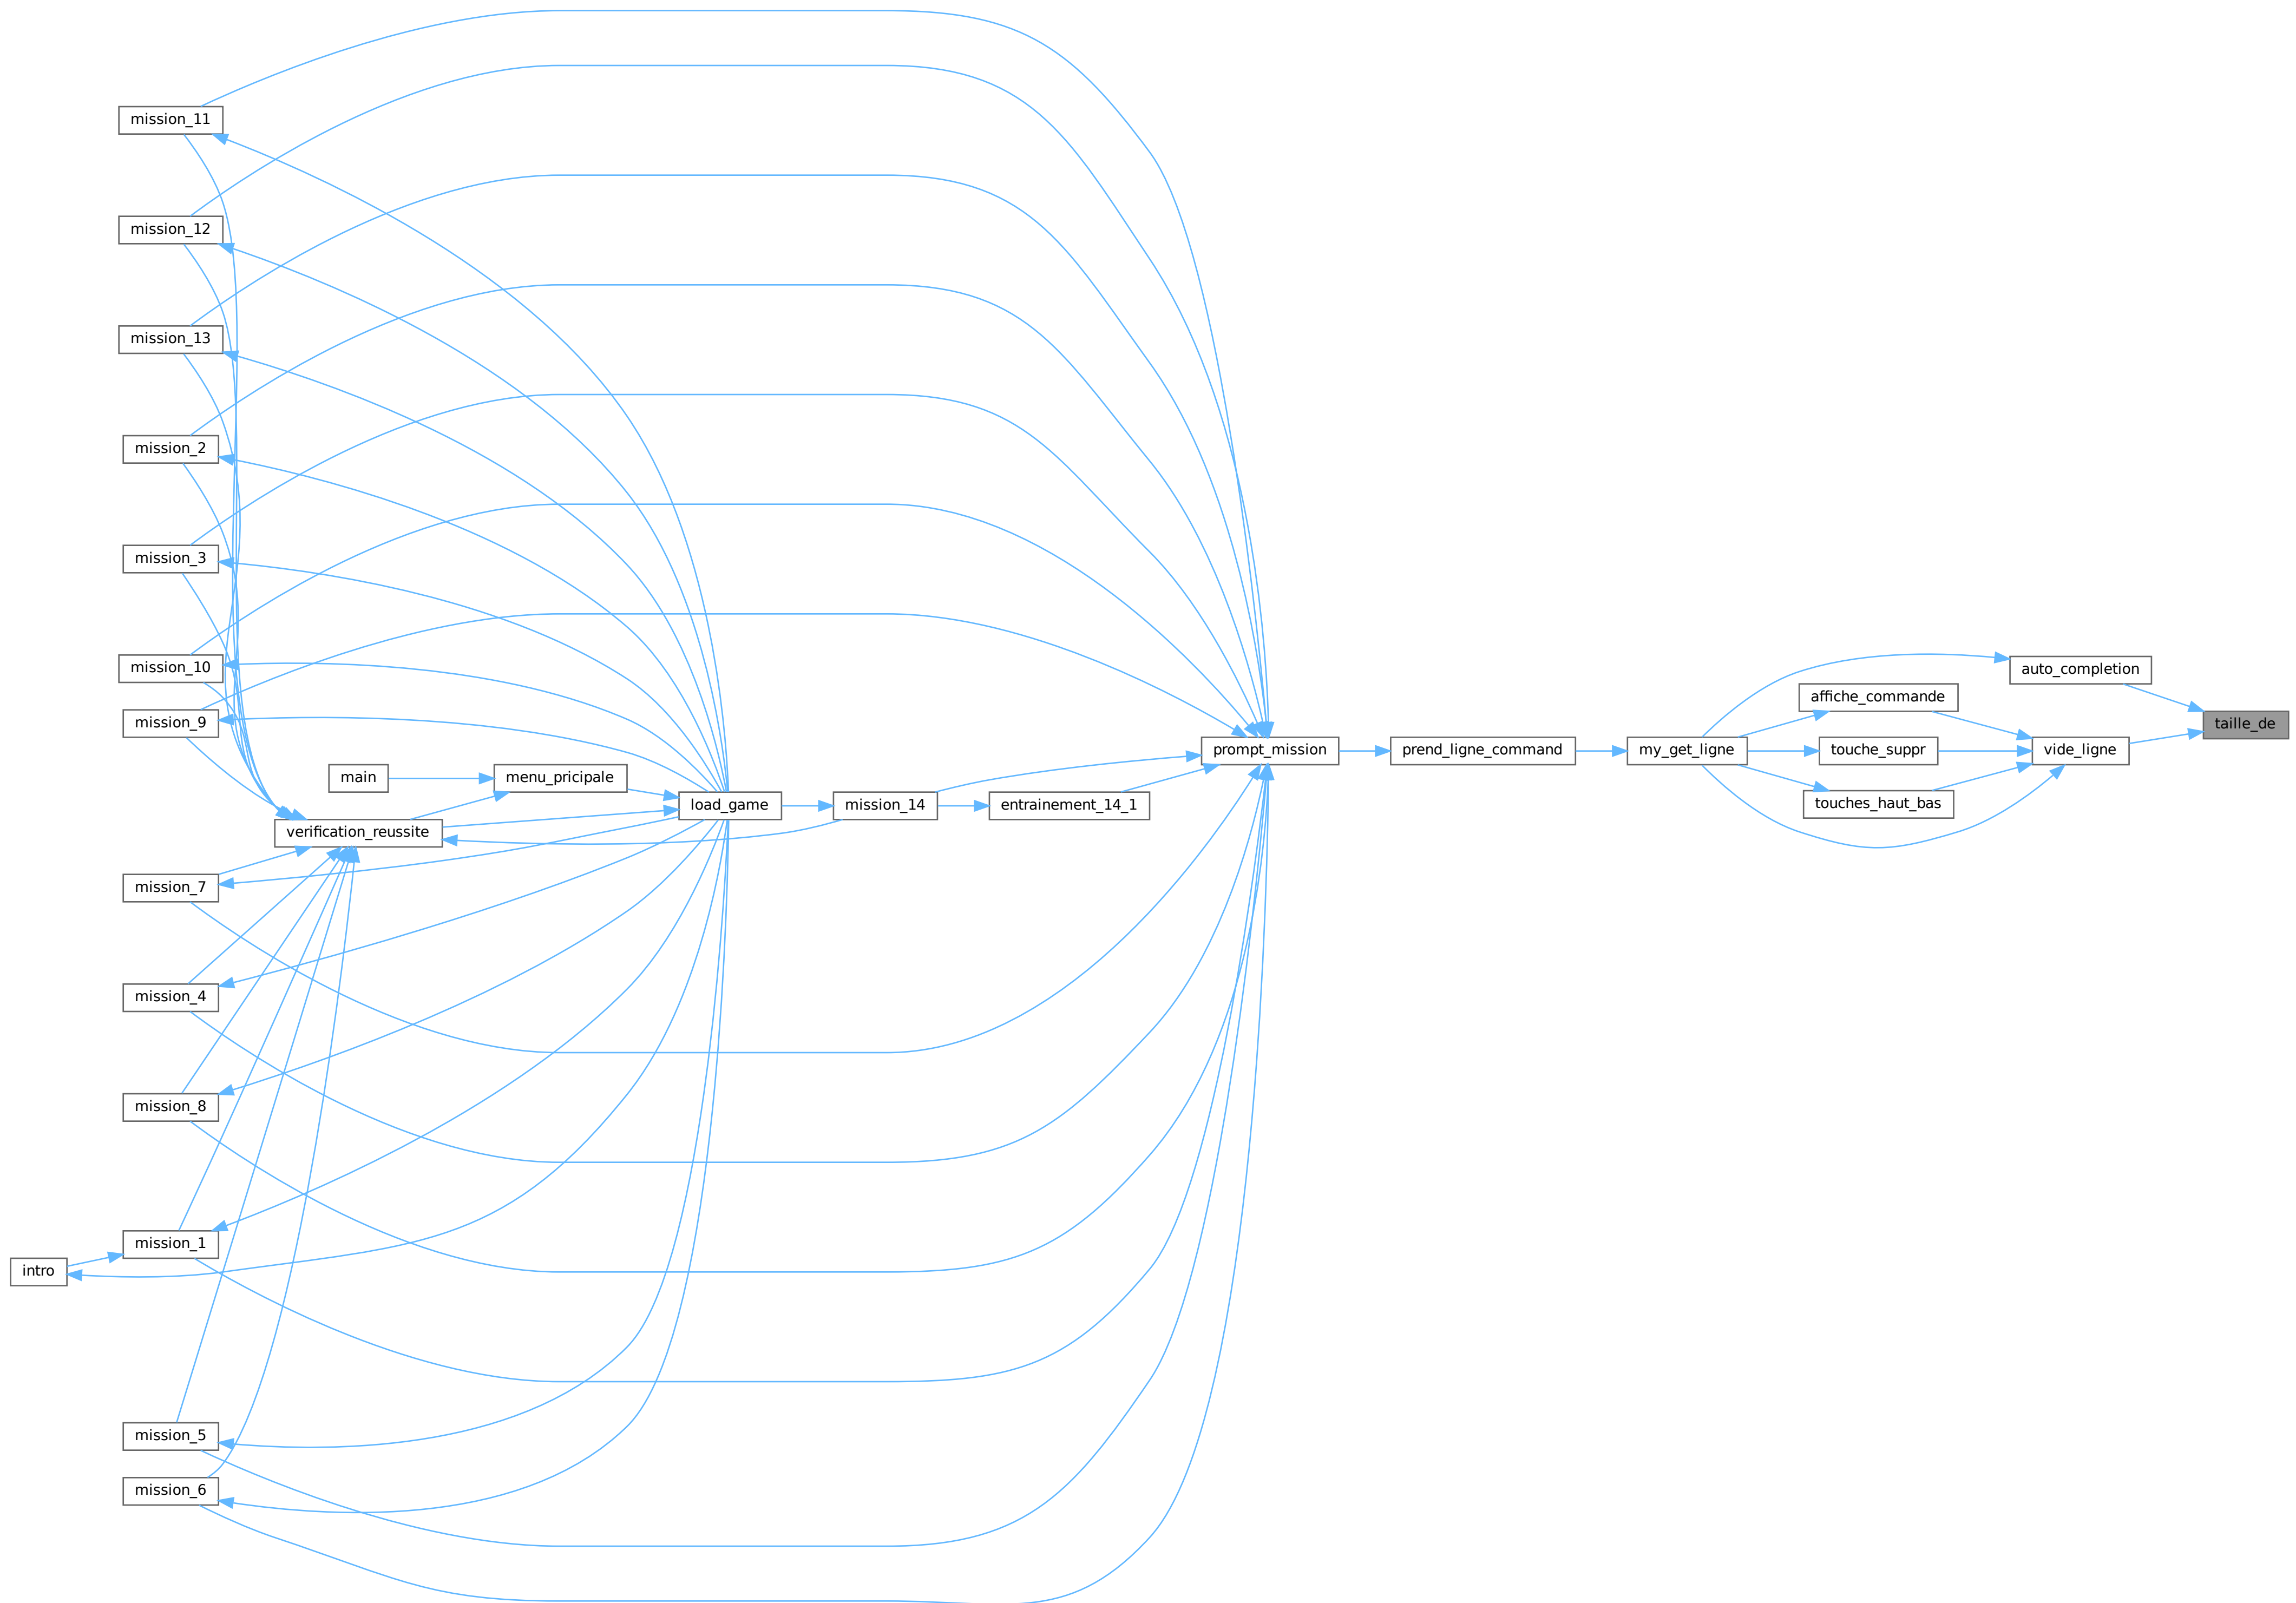 mission_11
mission_12
mission_13
mission_2
mission_3
mission_10
mission_9
main
menu_pricipale
verification_reussite
load_game
mission_14
entrainement_14_1
prompt_mission
prend_ligne_command
my_get_ligne
auto_completion
affiche_commande
touche_suppr
touches_haut_bas
vide_ligne
taille_de
mission_7
mission_4
mission_8
mission_1
intro
mission_5
mission_6